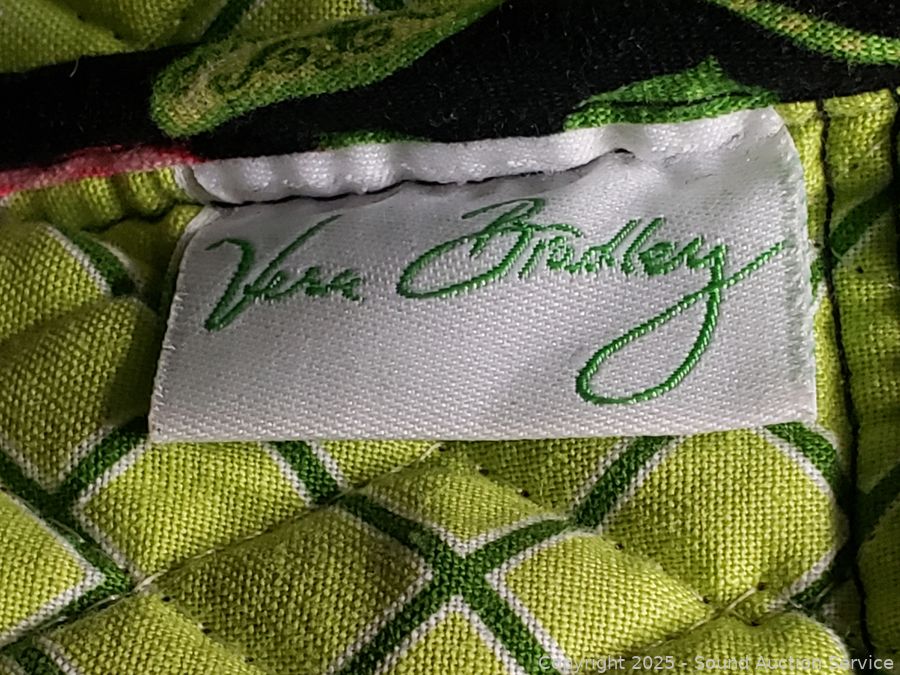 Vera Bradley
Copyright 2025 - Sound Auction Service